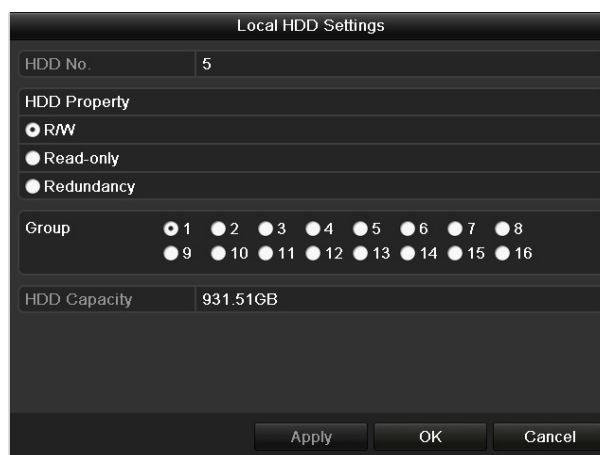 Local HDD Settings
HDD No. 5
HDD Property
R/W
Read-only
Redundancy
Group 1 2 3 4 5 6 7 8
9 10 11 12 13 14 15 16
HDD Capacity 931.51GB
Apply OK Cancel